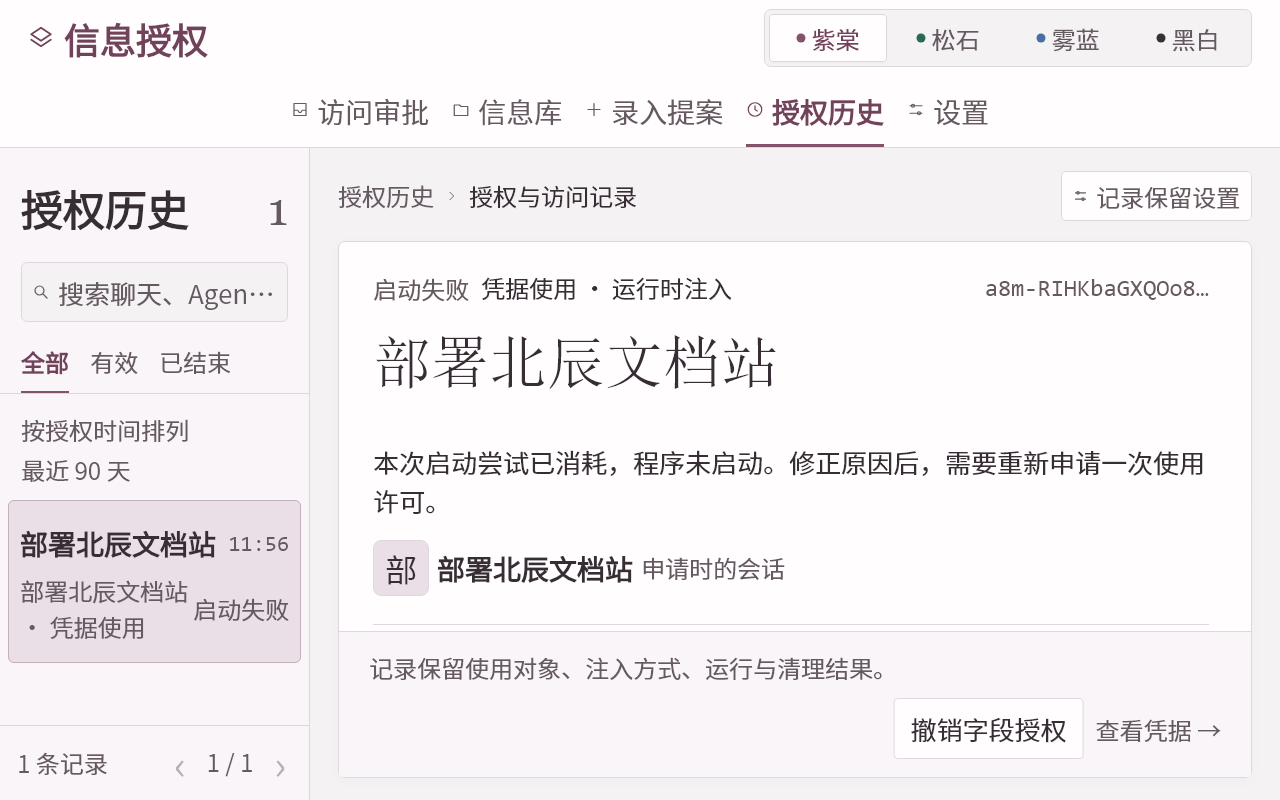 信息授权
紫棠
松石
雾蓝
黑白
访问审批
信息库
录入提案
授权历史
设置
授权历史
1
搜索聊天、Agen…
全部
有效
已结束
按授权时间排列
最近 90 天
部署北辰文档站 11:56
部署北辰文档站
· 凭据使用
启动失败
1 条记录
‹ 1 / 1 ›
授权历史 › 授权与访问记录
记录保留设置
启动失败 凭据使用 · 运行时注入
a8m-RIHKbaGXQOo8…
部署北辰文档站
本次启动尝试已消耗，程序未启动。修正原因后，需要重新申请一次使用
许可。
部
部署北辰文档站 申请时的会话
记录保留使用对象、注入方式、运行与清理结果。
撤销字段授权
查看凭据 →